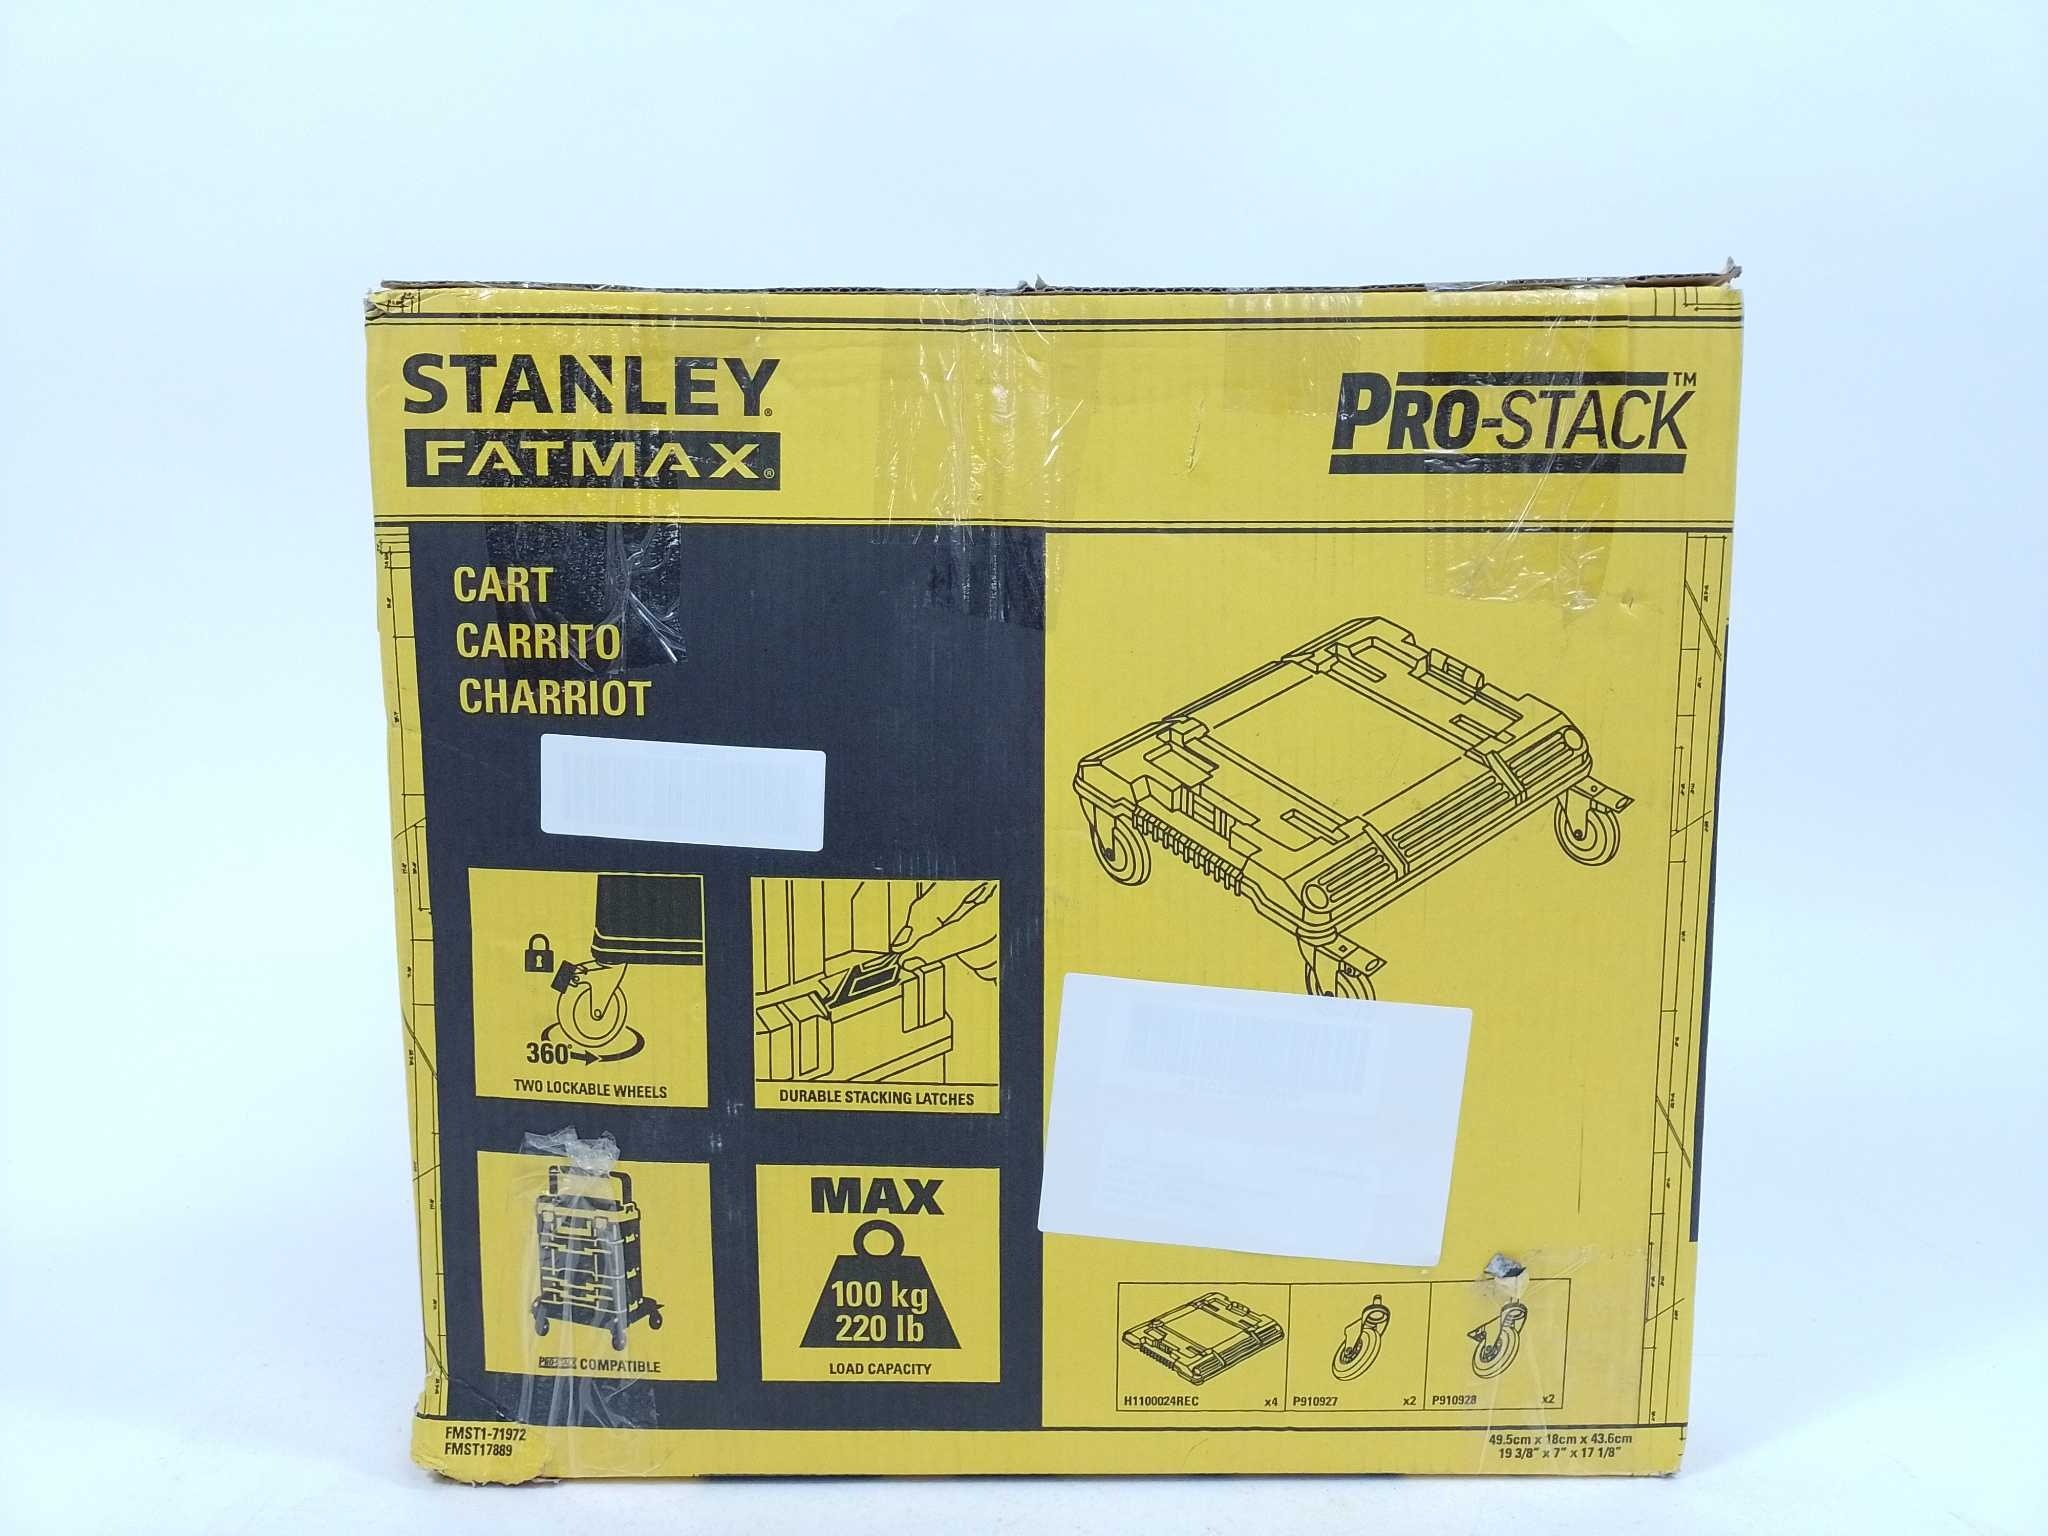 STANLEY®
FATMAX®
PRO-STACK™
CART
CARRITO
CHARRIOT
360°
TWO LOCKABLE WHEELS
DURABLE STACKING LATCHES
PRO-STACK COMPATIBLE
MAX
100 kg
220 lb
LOAD CAPACITY
H1100024REC x4
P910927 x2
P910928 x2
FMST1-71972
FMST17889
49.5cm x 18cm x 43.6cm
19 3/8" x 7" x 17 1/8"